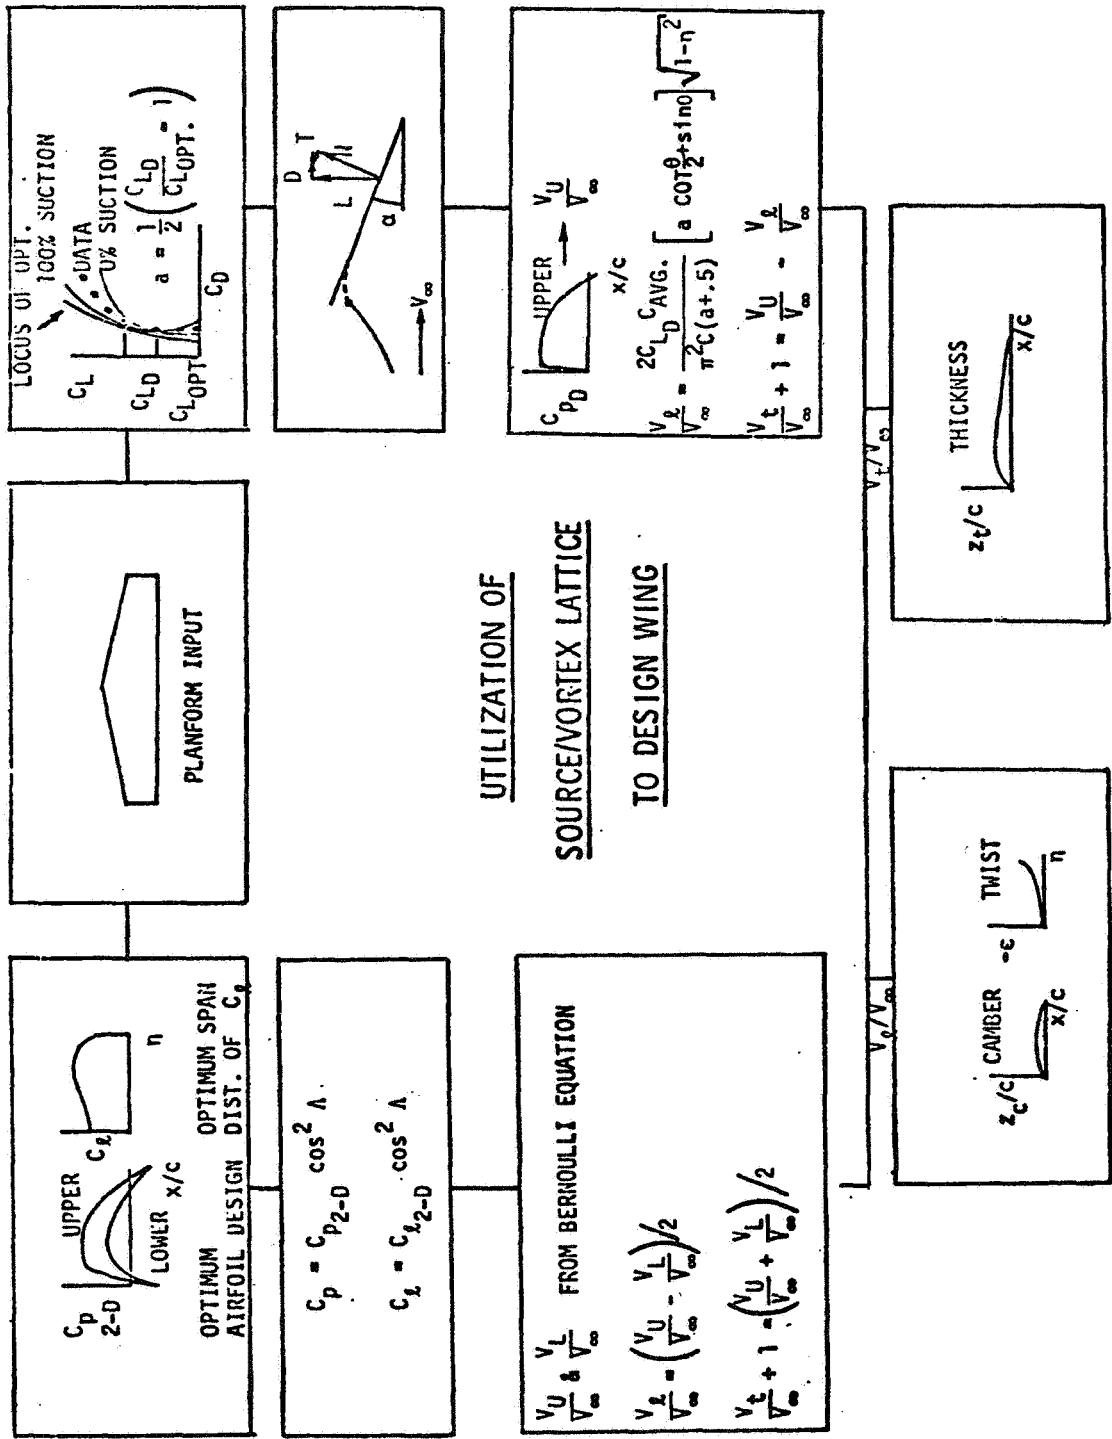 UTILIZATION OF
SOURCE/VORTEX LATTICE
TO DESIGN WING
PLANFORM INPUT
C_p 2-D
UPPER
LOWER
x/c
C_ℓ
η
OPTIMUM
AIRFOIL DESIGN
OPTIMUM SPAN
DIST. OF C_ℓ
C_p = C_p2-D cos² Λ
C_ℓ = C_ℓ2-D cos² Λ
V_U/V_∞ & V_L/V_∞ FROM BERNOULLI EQUATION
V_ℓ/V_∞ = (V_U/V_∞ - V_L/V_∞)/2
V_t/V_∞ + 1 = (V_U/V_∞ + V_L/V_∞)/2
LOCUS OF OPT.
100% SUCTION
DATA
0% SUCTION
C_L
C_LD
C_LOPT
C_D
a = 1/2 (C_LD/C_LOPT. - 1)
L
D
T
α
V_∞
C_pD
UPPER
x/c
V_U/V_∞
V_ℓ/V_∞ = 2C_LD C_AVG./π²C(a+.5) [a COT θ/2 + sinθ] √1-η²
V_t/V_∞ + 1 = V_U/V_∞ - V_ℓ/V_∞
V_ℓ/V_∞
V_t/V_∞
z_c/c
CAMBER
x/c
-ε
TWIST
η
z_t/c
THICKNESS
x/c